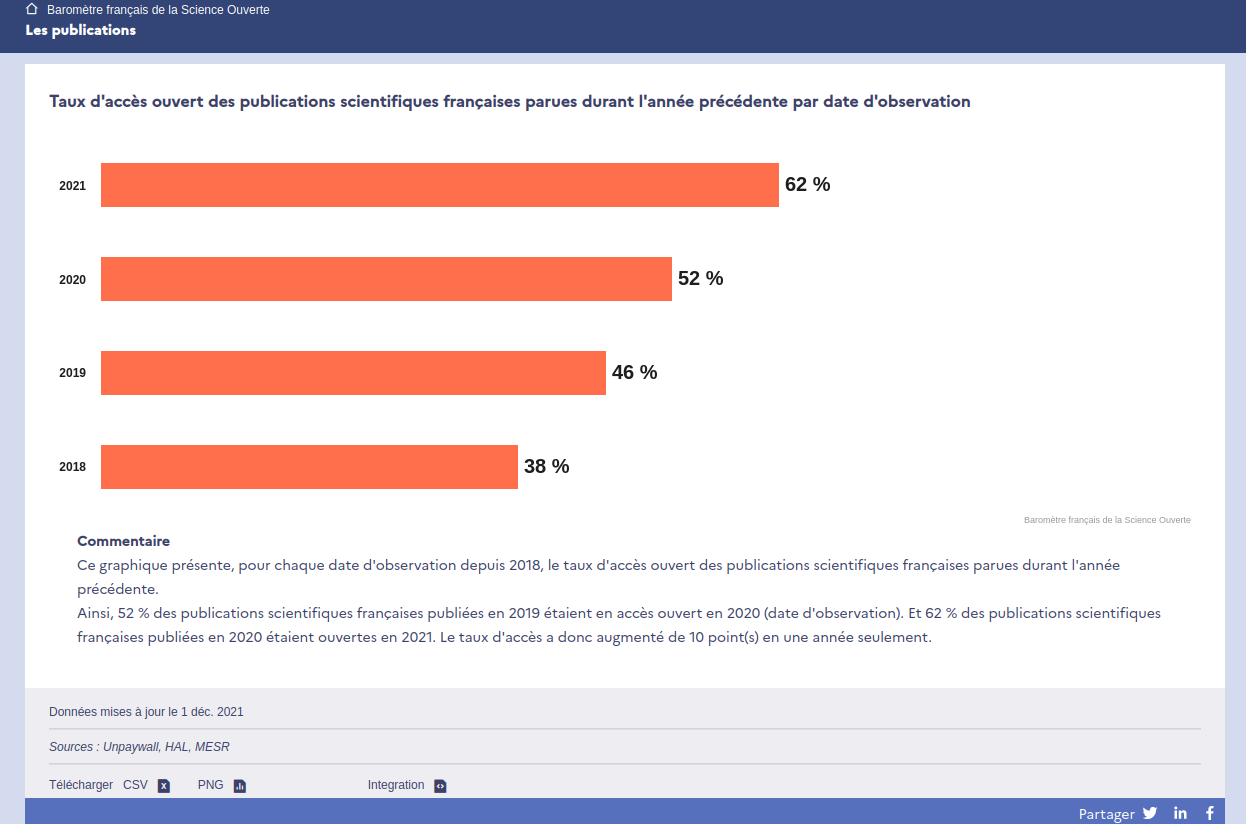 Baromètre français de la Science Ouverte
Les publications
Taux d'accès ouvert des publications scientifiques françaises parues durant l'année précédente par date d'observation
2021 62 %
2020 52 %
2019 46 %
2018 38 %
Baromètre français de la Science Ouverte
Commentaire
Ce graphique présente, pour chaque date d'observation depuis 2018, le taux d'accès ouvert des publications scientifiques françaises parues durant l'année
précédente.
Ainsi, 52 % des publications scientifiques françaises publiées en 2019 étaient en accès ouvert en 2020 (date d'observation). Et 62 % des publications scientifiques
françaises publiées en 2020 étaient ouvertes en 2021. Le taux d'accès a donc augmenté de 10 point(s) en une année seulement.
Données mises à jour le 1 déc. 2021
Sources : Unpaywall, HAL, MESR
Télécharger CSV PNG Integration
Partager